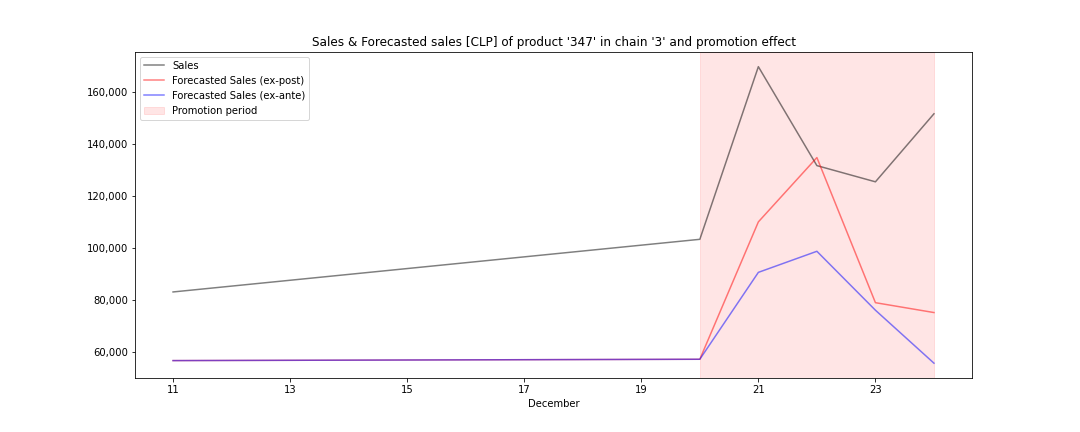 Sales & Forecasted sales [CLP] of product '347' in chain '3' and promotion effect
Sales
Forecasted Sales (ex-post)
Forecasted Sales (ex-ante)
Promotion period
160,000
140,000
120,000
100,000
80,000
60,000
11 13 15 17 19 21 23
December